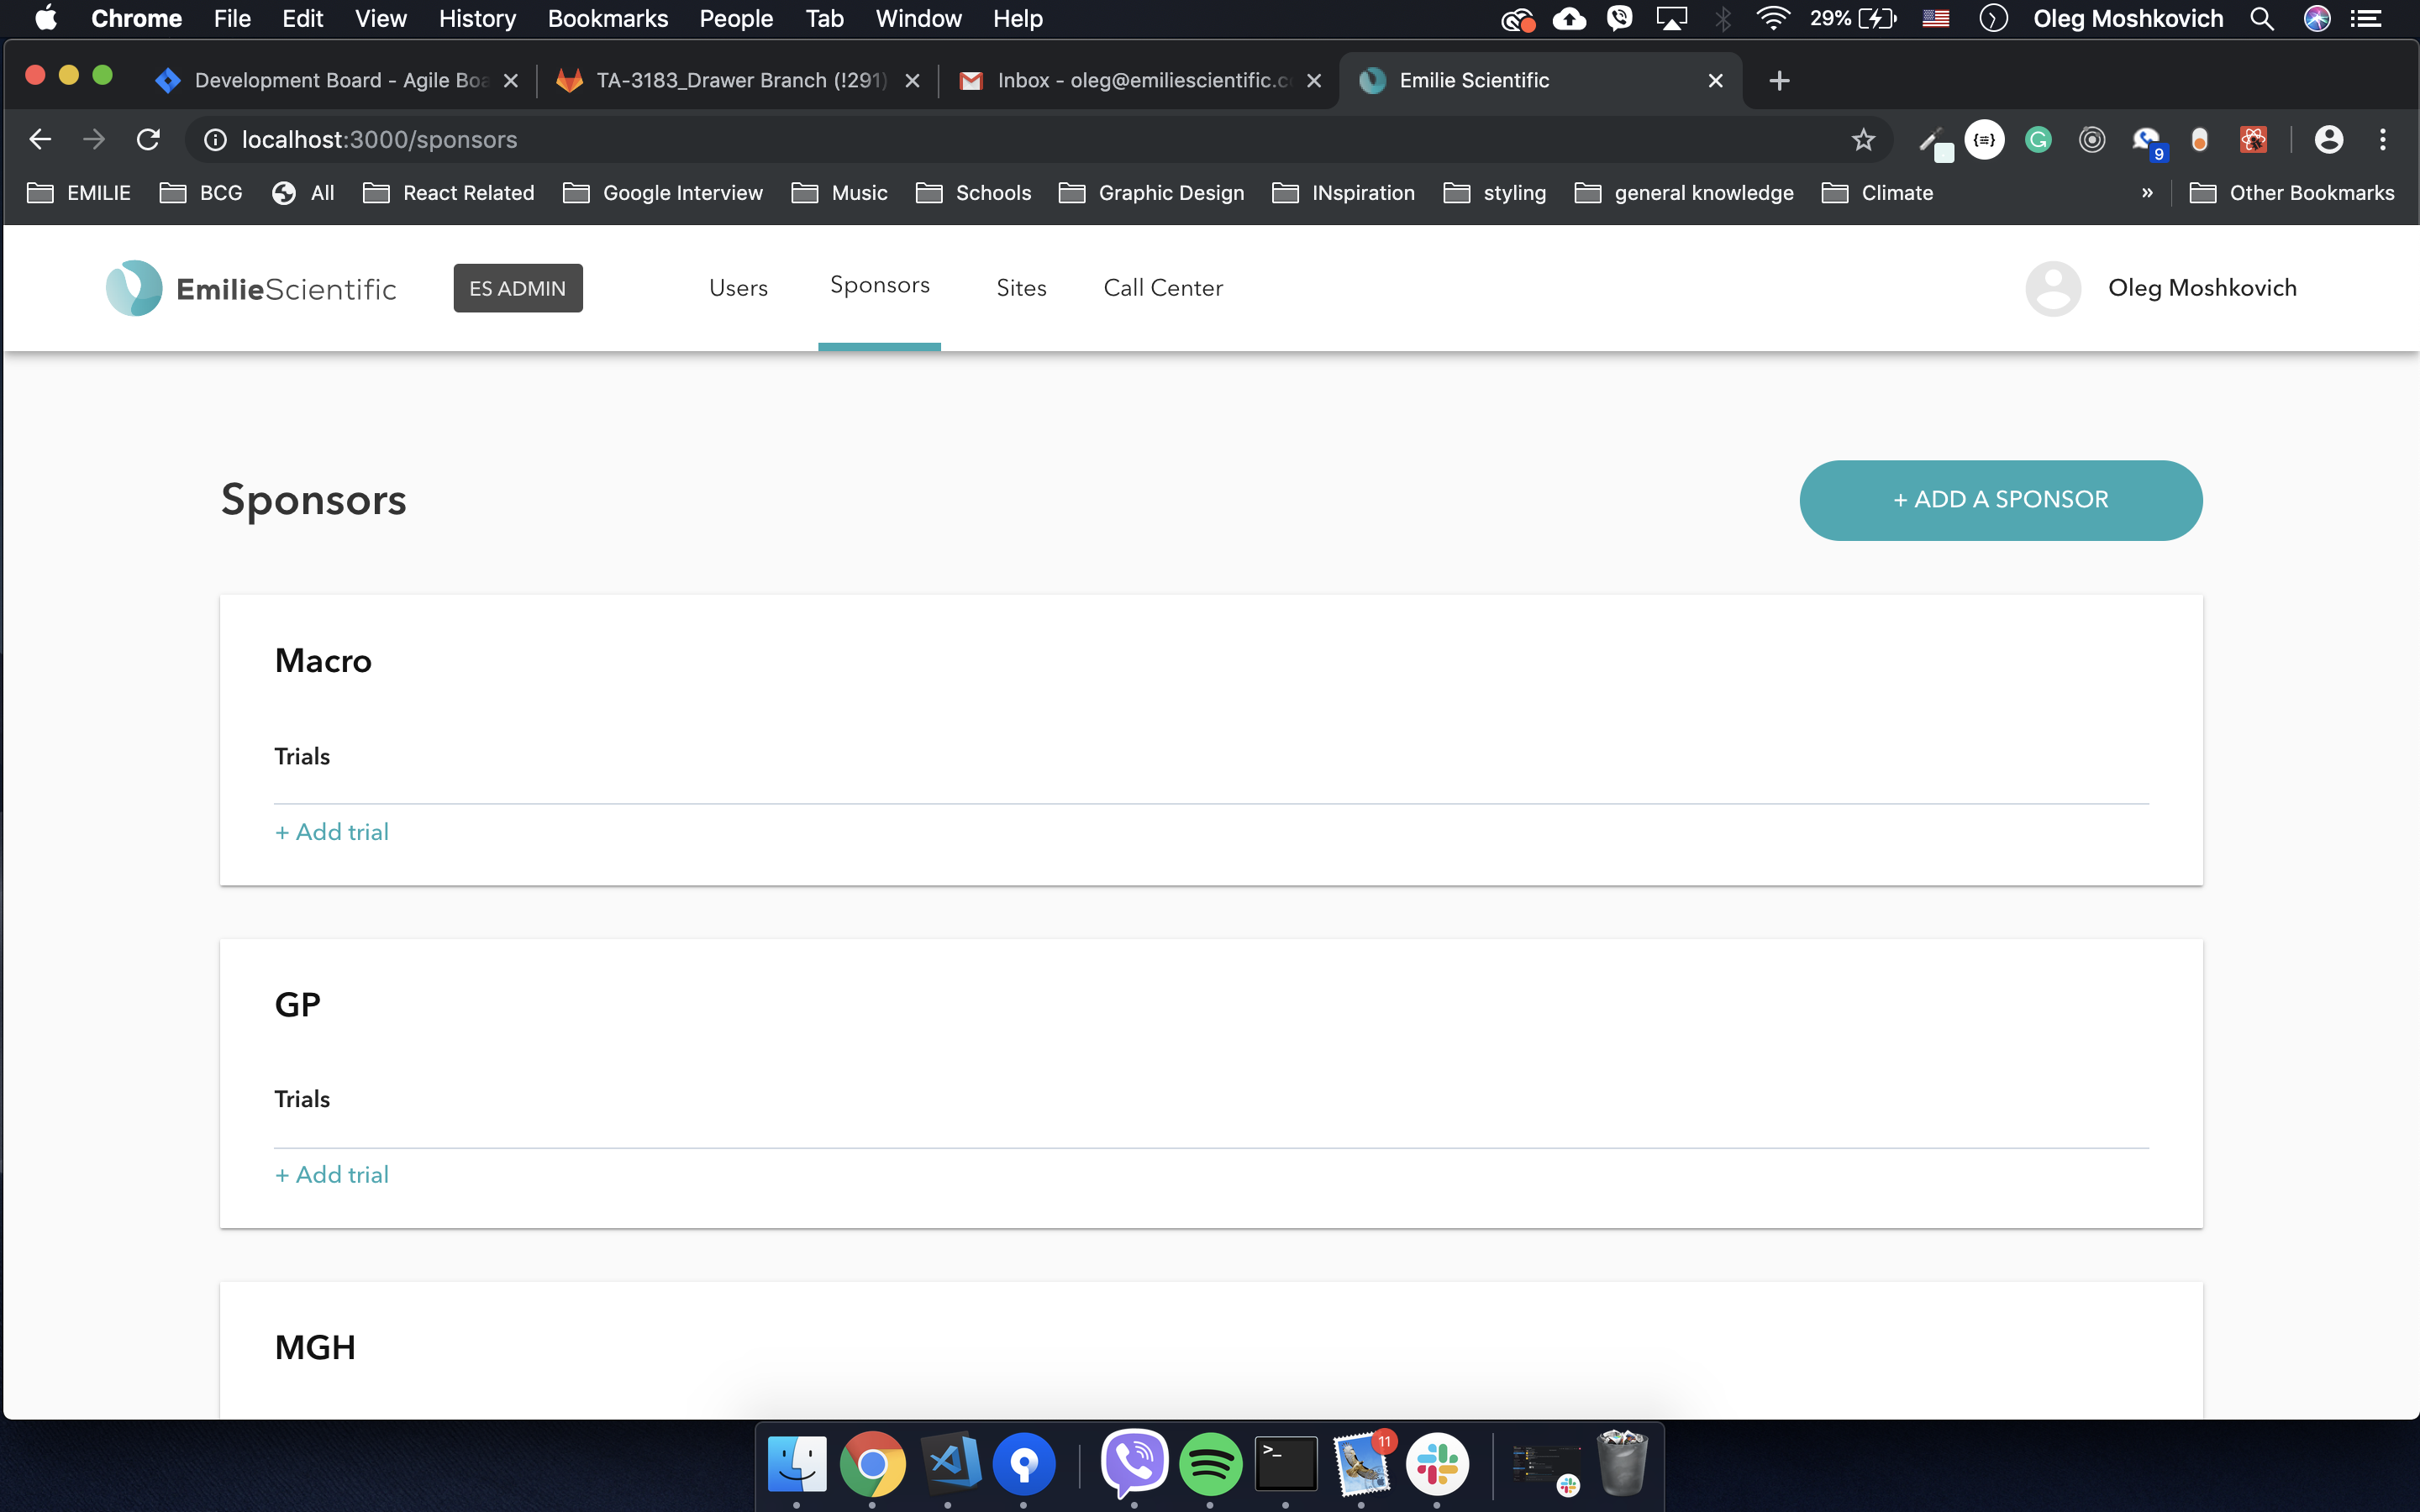 Chrome File Edit View History Bookmarks People Tab Window Help 29% Oleg Moshkovich
Development Board - Agile Boa TA-3183_Drawer Branch (!291) Inbox - oleg@emiliescientific.c Emilie Scientific
localhost:3000/sponsors 9
EMILIE BCG All React Related Google Interview Music Schools Graphic Design INspiration styling general knowledge Climate » Other Bookmarks
EmilieScientific ES ADMIN Users Sponsors Sites Call Center Oleg Moshkovich
Sponsors + ADD A SPONSOR
Macro
Trials
+ Add trial
GP
Trials
+ Add trial
MGH
11